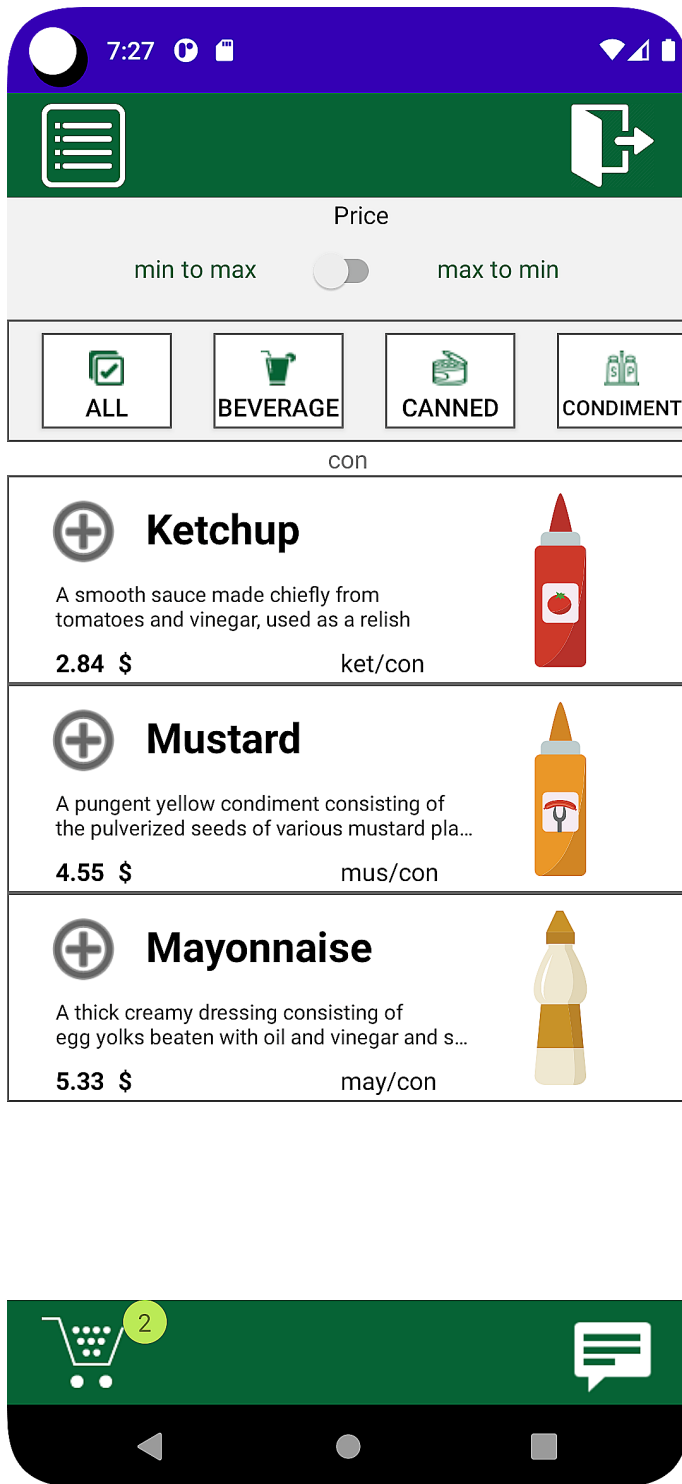 7:27
Price
min to max
max to min
ALL
BEVERAGE
CANNED
S P
CONDIMENT
con
Ketchup
A smooth sauce made chiefly from
tomatoes and vinegar, used as a relish
2.84 $
ket/con
Mustard
A pungent yellow condiment consisting of
the pulverized seeds of various mustard pla...
4.55 $
mus/con
Mayonnaise
A thick creamy dressing consisting of
egg yolks beaten with oil and vinegar and s...
5.33 $
may/con
2